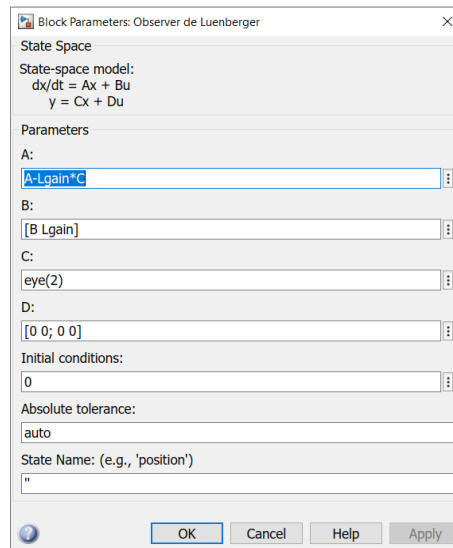 Block Parameters: Observer de Luenberger
State Space
State-space model:
dx/dt = Ax + Bu
y = Cx + Du
Parameters
A:
A-Lgain*C
B:
[B Lgain]
C:
eye(2)
D:
[0 0; 0 0]
Initial conditions:
0
Absolute tolerance:
auto
State Name: (e.g., 'position')
''
OK Cancel Help Apply